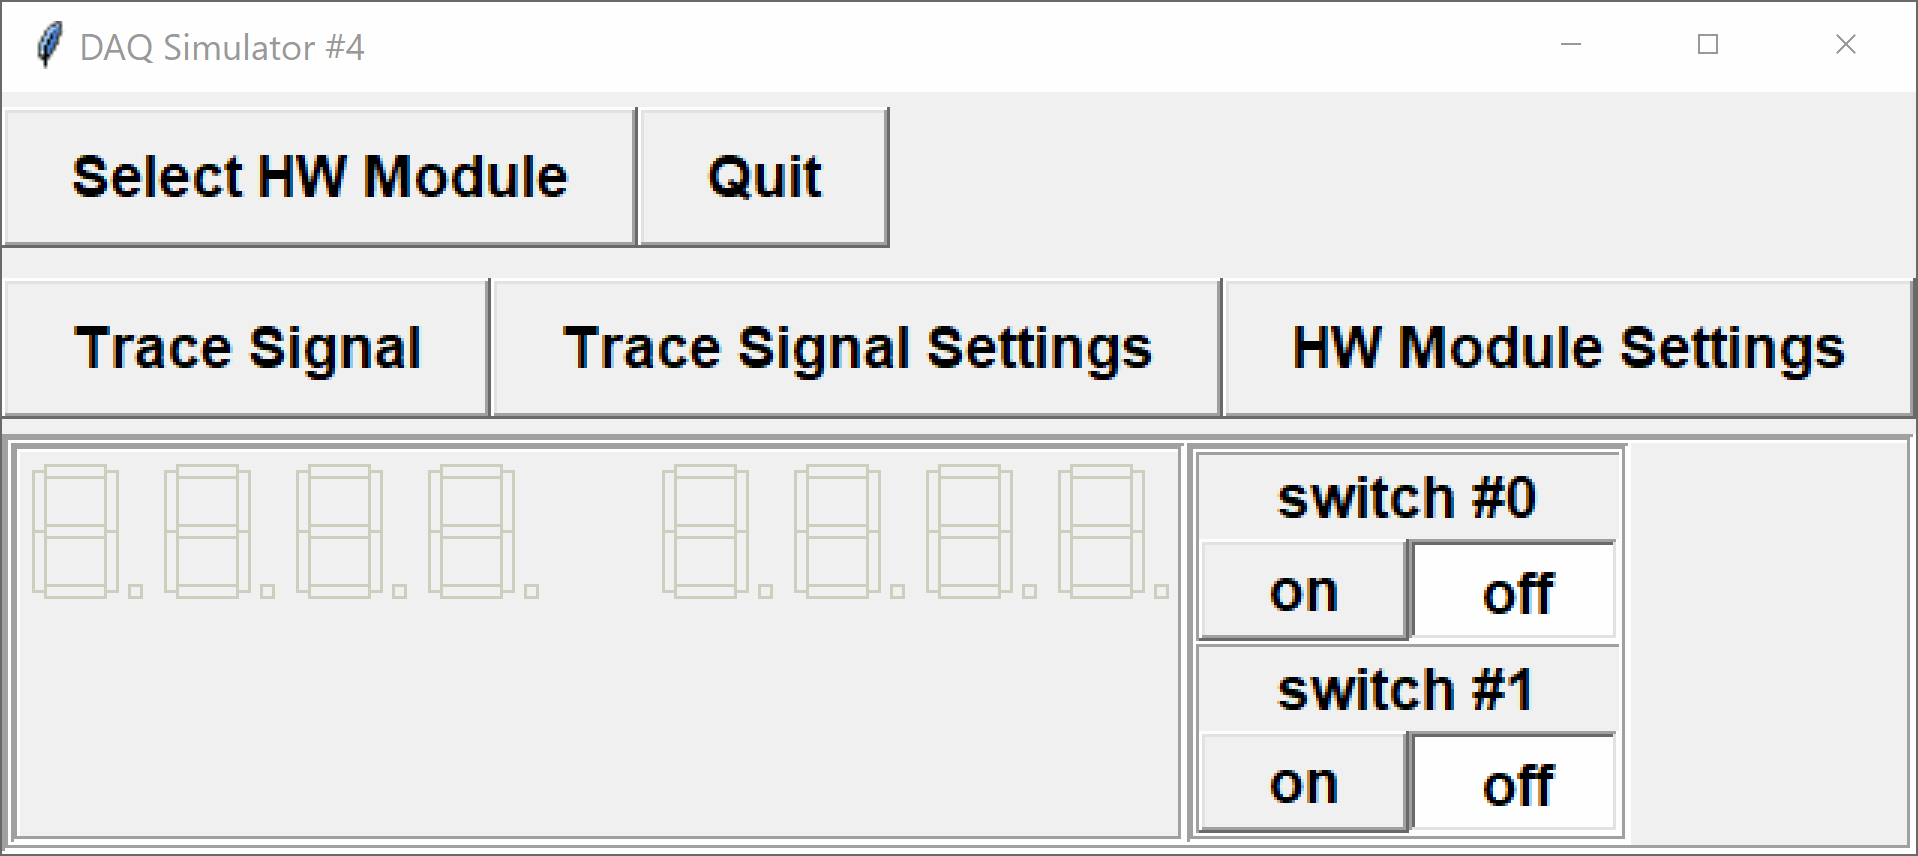 DAQ Simulator #4
Select HW Module Quit
Trace Signal Trace Signal Settings HW Module Settings
8.8.8.8. 8.8.8.8.
switch #0
on off
switch #1
on off